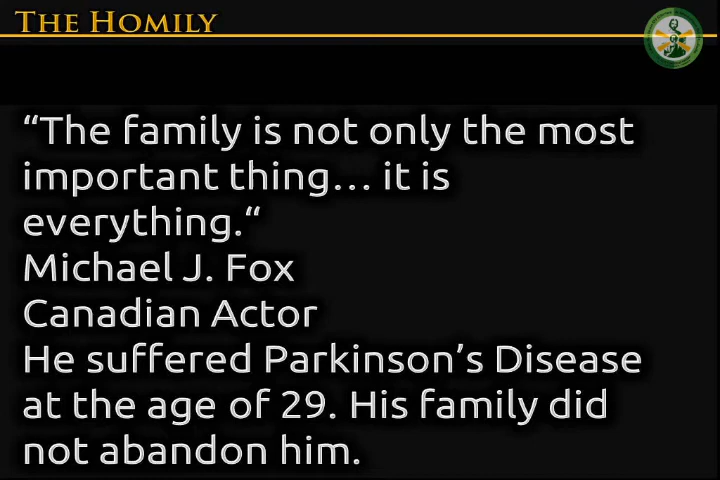 THE HOMILY
“The family is not only the most
important thing… it is
everything.“
Michael J. Fox
Canadian Actor
He suffered Parkinson’s Disease
at the age of 29. His family did
not abandon him.